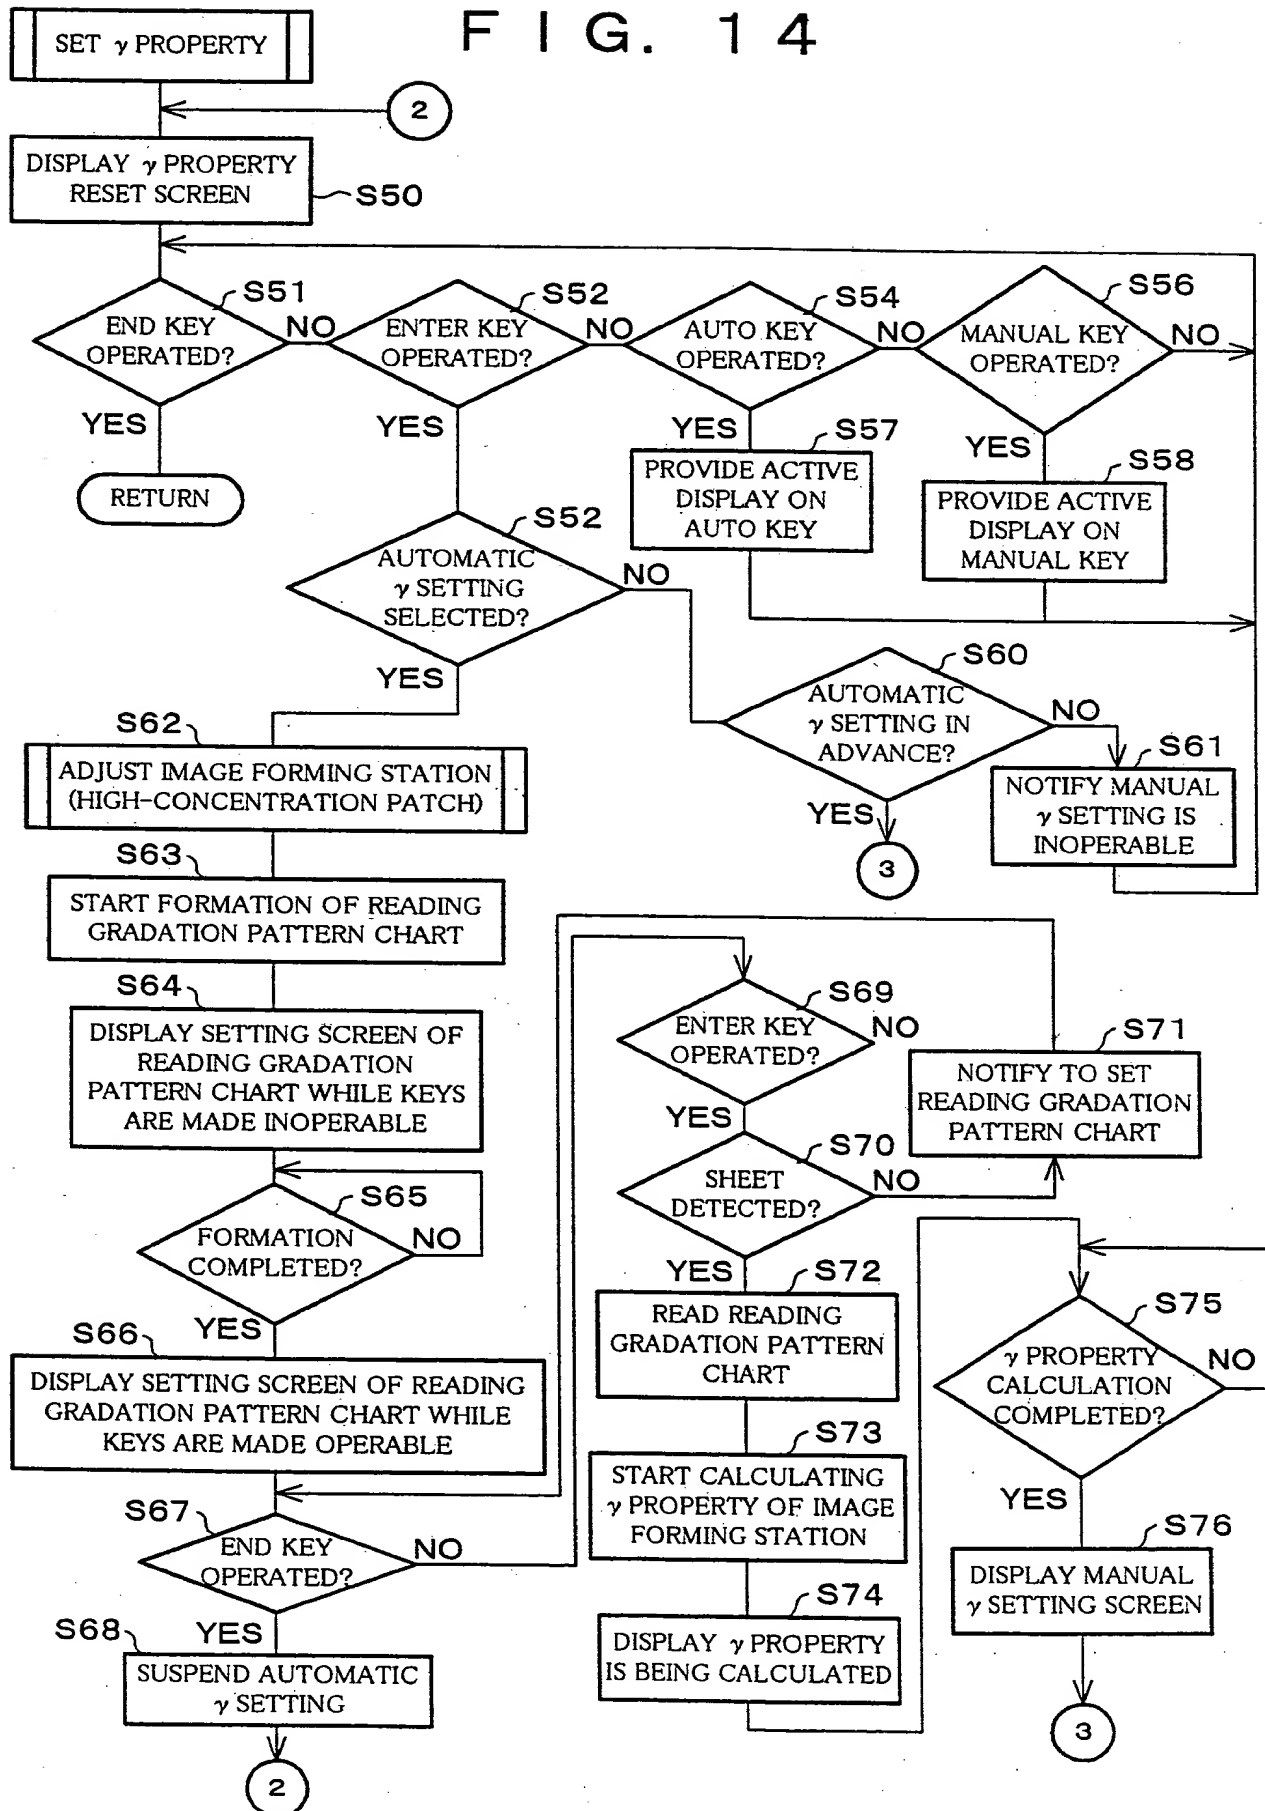 FIG. 14
SET γ PROPERTY
2
DISPLAY γ PROPERTY
RESET SCREEN
S50
S51
END KEY
OPERATED?
NO
YES
RETURN
S52
ENTER KEY
OPERATED?
NO
YES
S54
AUTO KEY
OPERATED?
NO
YES
S56
MANUAL KEY
OPERATED?
NO
YES
S57
PROVIDE ACTIVE
DISPLAY ON
AUTO KEY
S58
PROVIDE ACTIVE
DISPLAY ON
MANUAL KEY
S52
AUTOMATIC
γ SETTING
SELECTED?
NO
YES
S60
AUTOMATIC
γ SETTING IN
ADVANCE?
NO
YES
3
S61
NOTIFY MANUAL
γ SETTING IS
INOPERABLE
S62
ADJUST IMAGE FORMING STATION
(HIGH-CONCENTRATION PATCH)
S63
START FORMATION OF READING
GRADATION PATTERN CHART
S64
DISPLAY SETTING SCREEN OF
READING GRADATION
PATTERN CHART WHILE KEYS
ARE MADE INOPERABLE
S65
FORMATION
COMPLETED?
NO
YES
S66
DISPLAY SETTING SCREEN OF READING
GRADATION PATTERN CHART WHILE
KEYS ARE MADE OPERABLE
S67
END KEY
OPERATED?
NO
YES
S68
SUSPEND AUTOMATIC
γ SETTING
2
S69
ENTER KEY
OPERATED?
NO
YES
S70
SHEET
DETECTED?
NO
YES
S71
NOTIFY TO SET
READING GRADATION
PATTERN CHART
S72
READ READING
GRADATION PATTERN
CHART
S73
START CALCULATING
γ PROPERTY OF IMAGE
FORMING STATION
S74
DISPLAY γ PROPERTY
IS BEING CALCULATED
S75
γ PROPERTY
CALCULATION
COMPLETED?
NO
YES
S76
DISPLAY MANUAL
γ SETTING SCREEN
3